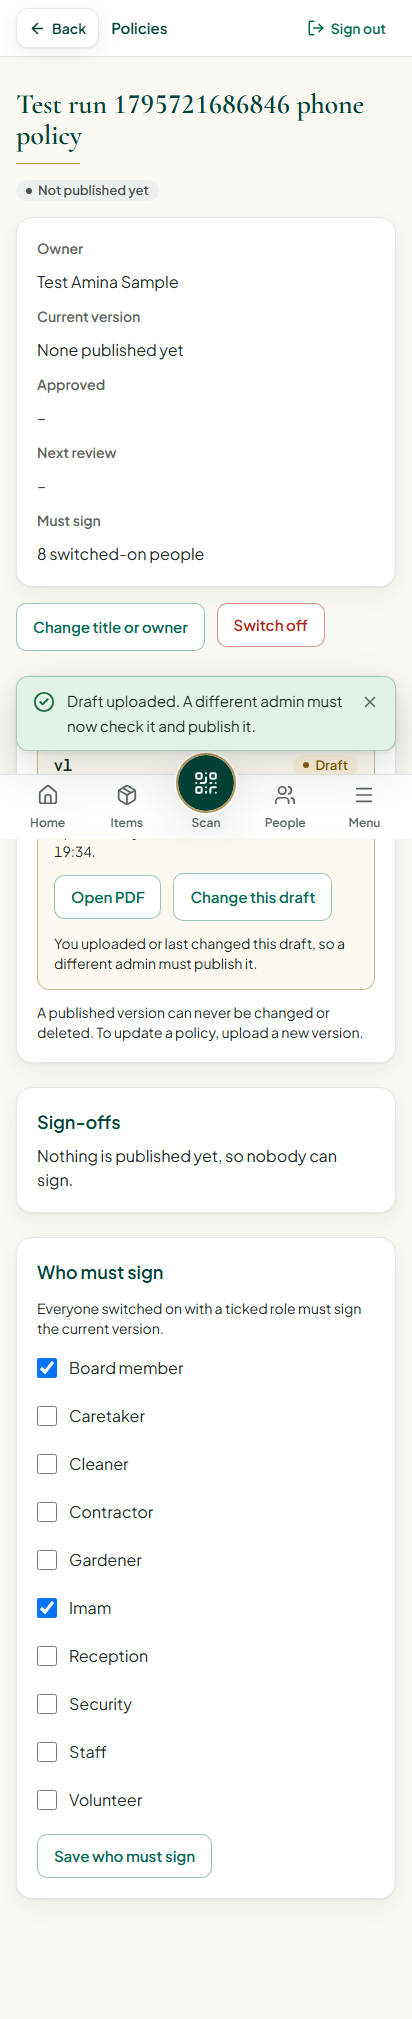 Back
Policies
Sign out
Test run 1795721686846 phone
policy
Not published yet
Owner
Test Amina Sample
Current version
None published yet
Approved
–
Next review
–
Must sign
8 switched-on people
Change title or owner
Switch off
Draft uploaded. A different admin must
now check it and publish it.
v1
Draft
Home
Items
Scan
People
Menu
19:34.
Open PDF
Change this draft
You uploaded or last changed this draft, so a
different admin must publish it.
A published version can never be changed or
deleted. To update a policy, upload a new version.
Sign-offs
Nothing is published yet, so nobody can
sign.
Who must sign
Everyone switched on with a ticked role must sign
the current version.
Board member
Caretaker
Cleaner
Contractor
Gardener
Imam
Reception
Security
Staff
Volunteer
Save who must sign